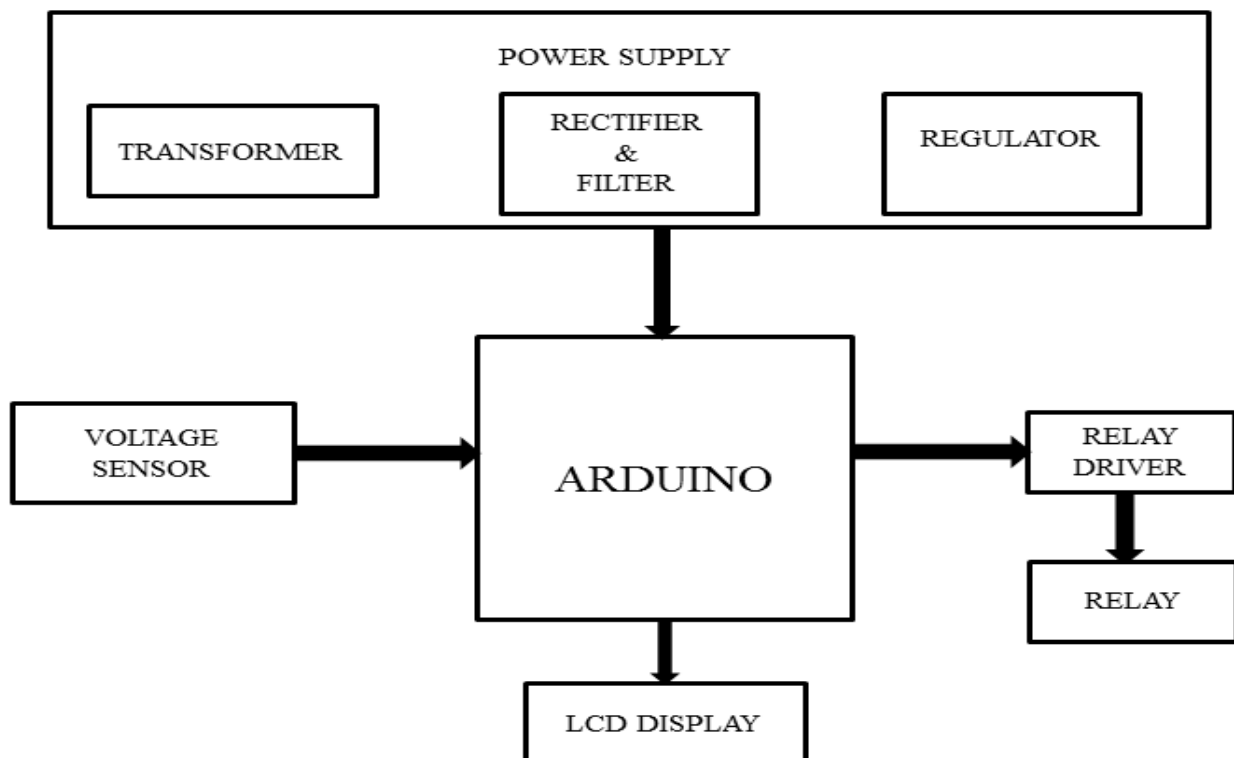 POWER SUPPLY
TRANSFORMER
RECTIFIER
&
FILTER
REGULATOR
VOLTAGE
SENSOR
ARDUINO
RELAY
DRIVER
RELAY
LCD DISPLAY